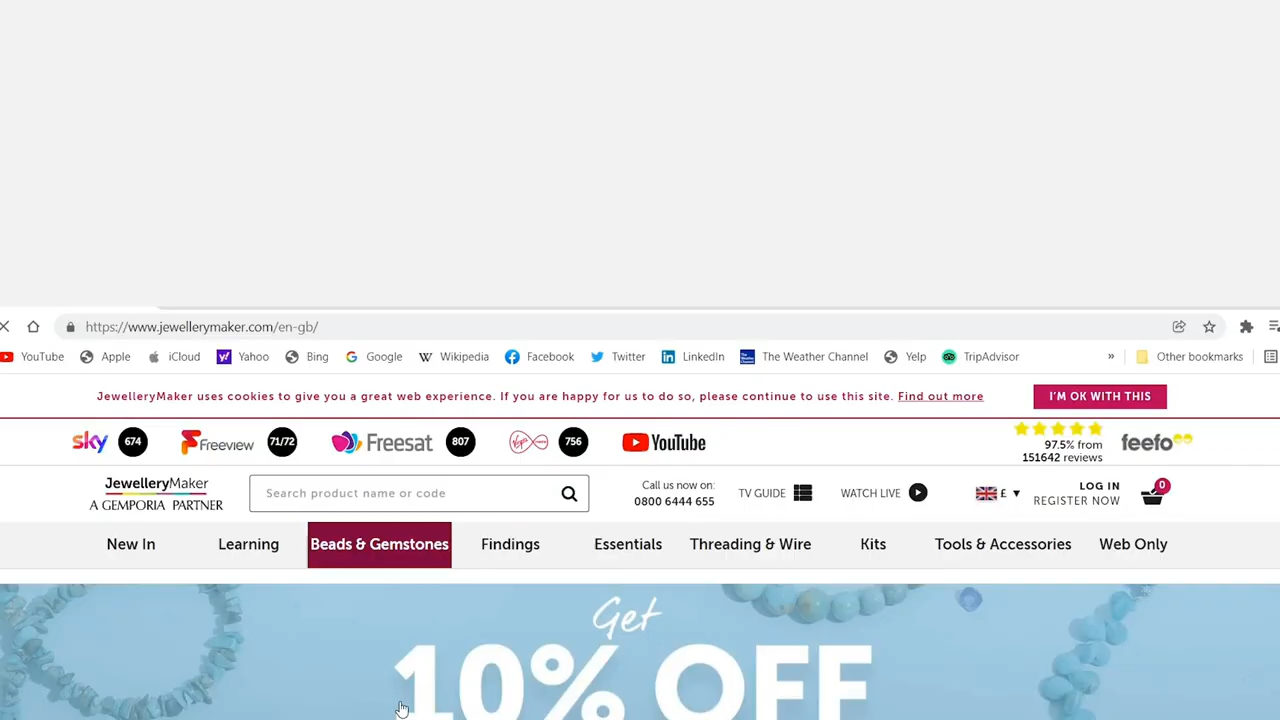 https://www.jewellerymaker.com/en-gb/
YouTube Apple iCloud Yahoo Bing Google Wikipedia Facebook Twitter LinkedIn The Weather Channel Yelp TripAdvisor » Other bookmarks
JewelleryMaker uses cookies to give you a great web experience. If you are happy for us to do so, please continue to use this site. Find out more I'M OK WITH THIS
sky 674 Freeview 71/72 Freesat 807 Virgin media 756 YouTube 97.5% from feefo
151642 reviews
JewelleryMaker Search product name or code Call us now on: TV GUIDE WATCH LIVE £ LOG IN 0
A GEMPORIA PARTNER 0800 6444 655 REGISTER NOW
New In Learning Beads & Gemstones Findings Essentials Threading & Wire Kits Tools & Accessories Web Only
Get
10% OFF